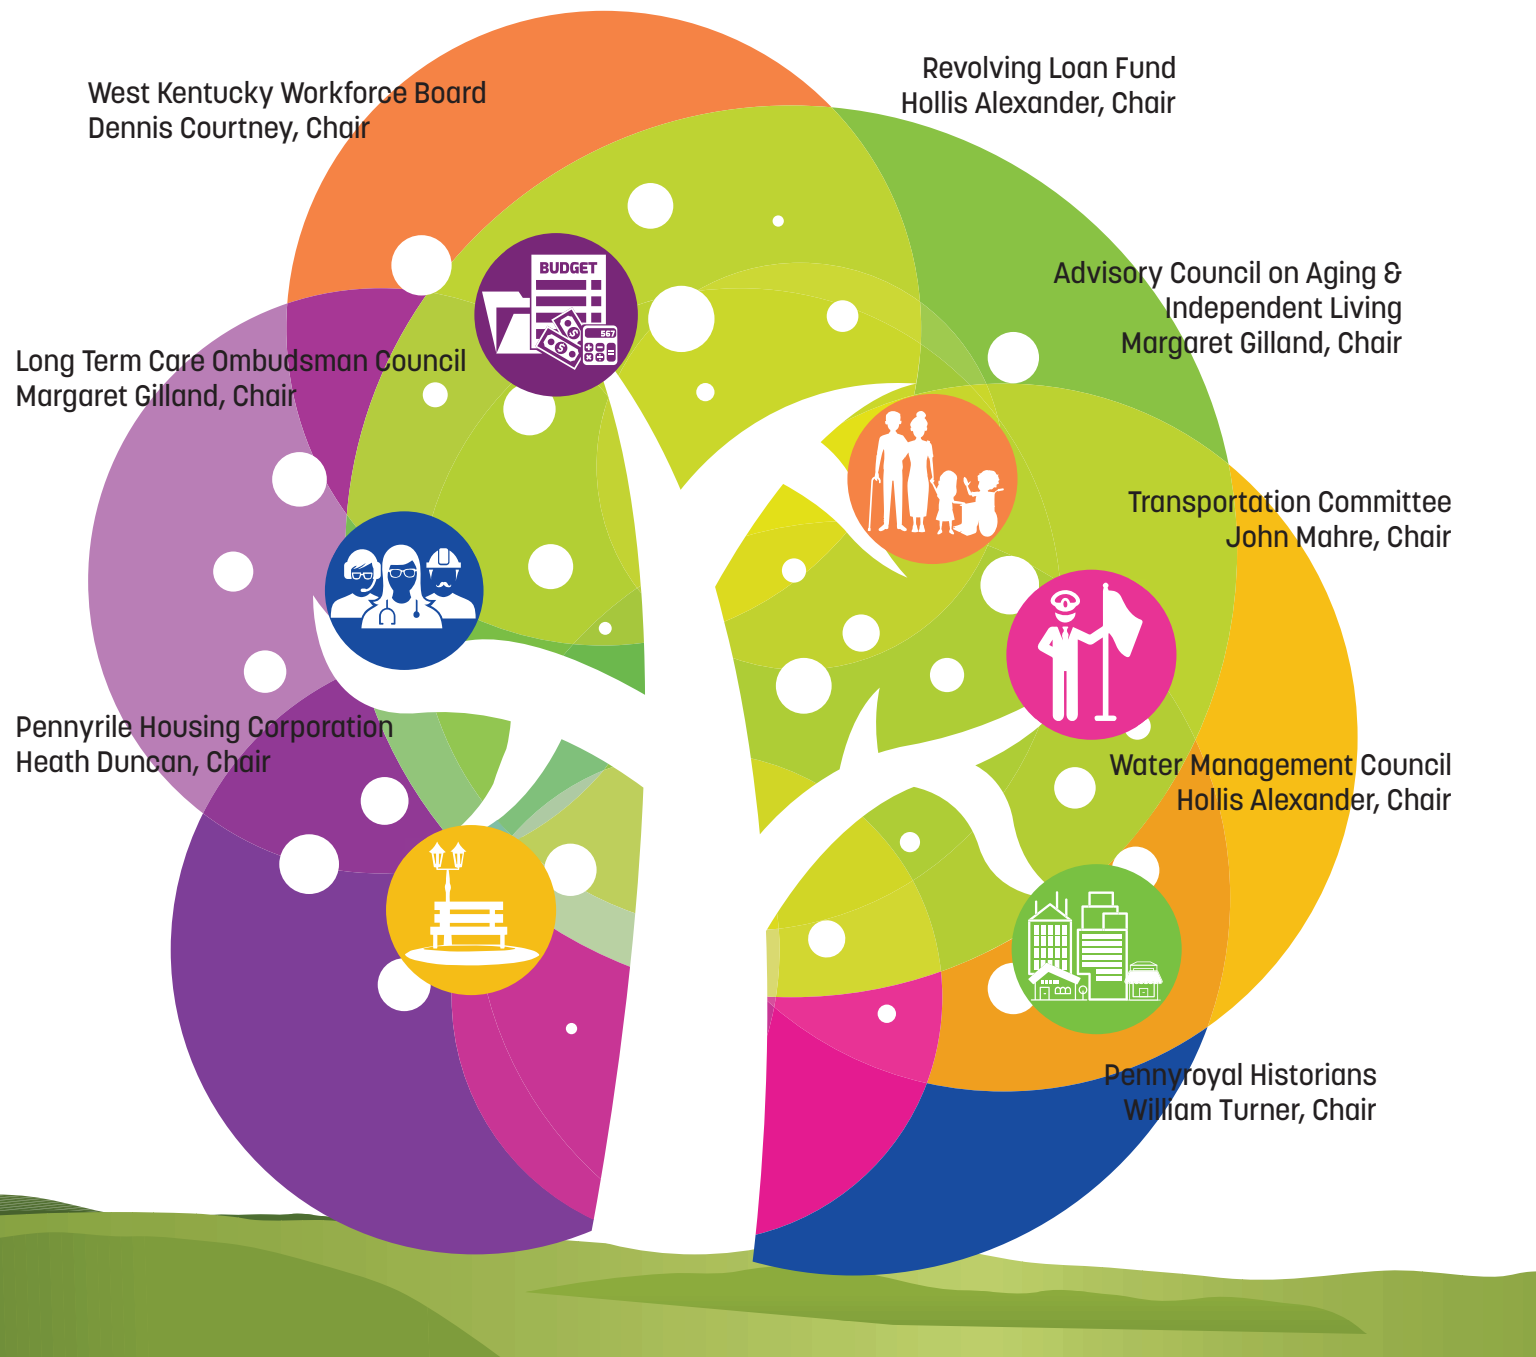 West Kentucky Workforce Board
Dennis Courtney, Chair
Revolving Loan Fund
Hollis Alexander, Chair
BUDGET
567
$
$
Advisory Council on Aging &
Independent Living
Margaret Gilland, Chair
Long Term Care Ombudsman Council
Margaret Gilland, Chair
Transportation Committee
John Mahre, Chair
Pennyrile Housing Corporation
Heath Duncan, Chair
Water Management Council
Hollis Alexander, Chair
Pennyroyal Historians
William Turner, Chair